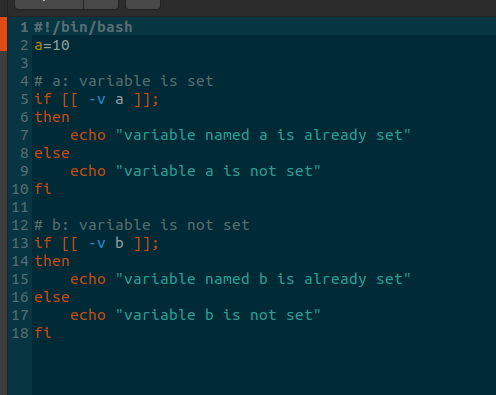 1 #!/bin/bash
2 a=10
3
4 # a: variable is set
5 if [[ -v a ]];
6 then
7     echo "variable named a is already set"
8 else
9     echo "variable a is not set"
10 fi
11
12 # b: variable is not set
13 if [[ -v b ]];
14 then
15     echo "variable named b is already set"
16 else
17     echo "variable b is not set"
18 fi